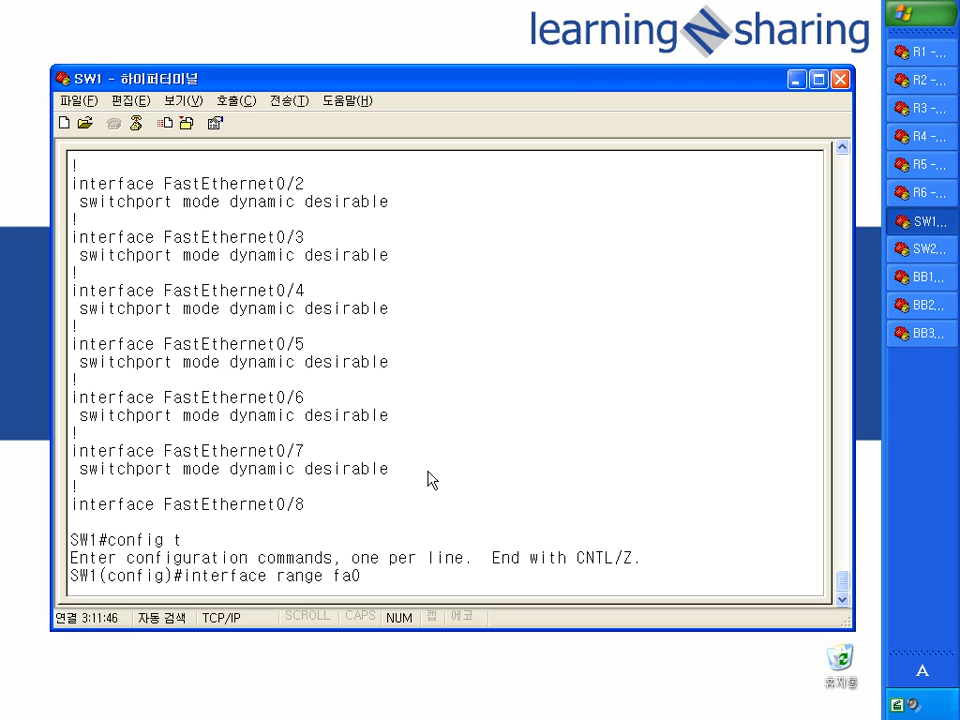 learning N sharing
SW1 - 하이퍼터미널
파일(F) 편집(E) 보기(V) 호출(C) 전송(T) 도움말(H)
!
interface FastEthernet0/2
switchport mode dynamic desirable
!
interface FastEthernet0/3
switchport mode dynamic desirable
!
interface FastEthernet0/4
switchport mode dynamic desirable
!
interface FastEthernet0/5
switchport mode dynamic desirable
!
interface FastEthernet0/6
switchport mode dynamic desirable
!
interface FastEthernet0/7
switchport mode dynamic desirable
!
interface FastEthernet0/8
SW1#config t
Enter configuration commands, one per line. End with CNTL/Z.
SW1(config)#interface range fa0
연결 3:11:46 자동 검색 TCP/IP SCROLL CAPS NUM 캡 에코
휴지통
R1 -...
R2 -...
R3 -...
R4 -...
R5 -...
R6 -...
SW1...
SW2...
BB1...
BB2...
BB3...
A